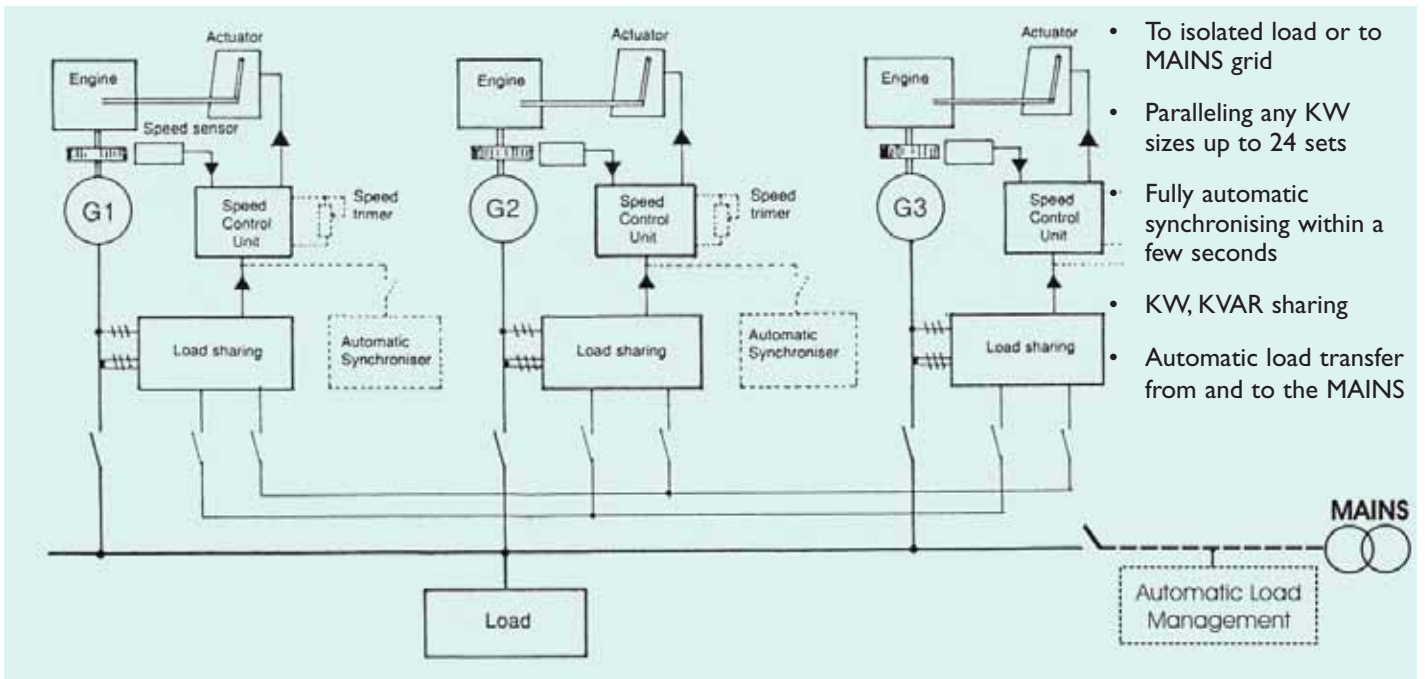 Actuator
Engine
Speed sensor
G1
Speed
Control
Unit
Speed
trimer
Load sharing
Automatic
Synchroniser
Actuator
Engine
G2
Speed
Control
Unit
Speed
trimer
Load sharing
Automatic
Synchroniser
Actuator
Engine
G3
Speed
Control
Unit
Load sharing
Load
MAINS
Automatic Load
Management
• To isolated load or to
MAINS grid
• Paralleling any KW
sizes up to 24 sets
• Fully automatic
synchronising within a
few seconds
• KW, KVAR sharing
• Automatic load transfer
from and to the MAINS